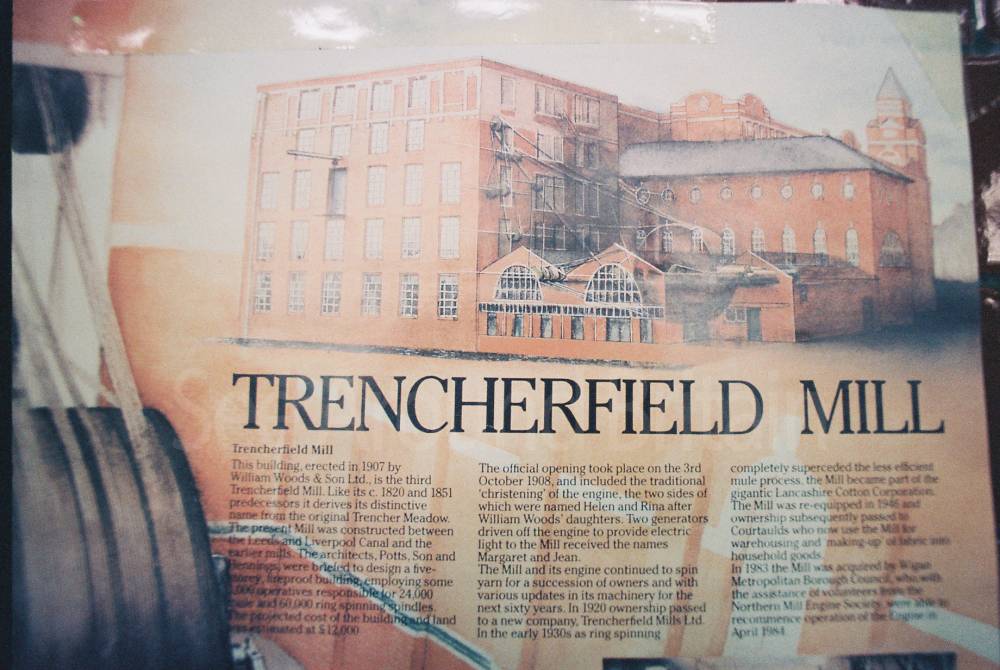 TRENCHERFIELD MILL
Trencherfield Mill
This building, erected in 1907 by
William Woods & Son Ltd., is the third
Trencherfield Mill. Like its c. 1820 and 1851
predecessors it derives its distinctive
name from the original Trencher Meadow.
The present Mill was constructed between
the Leeds and Liverpool Canal and the
earlier mills. The architects, Potts, Son and
Hennings, were briefed to design a five-
storey, fireproof building, employing some
operatives responsible for 24,000
mule and 60,000 ring spinning spindles.
The projected cost of the building and land
was estimated at
The official opening took place on the 3rd
October 1908, and included the traditional
'christening' of the engine, the two sides of
which were named Helen and Rina after
William Woods' daughters. Two generators
driven off the engine to provide electric
light to the Mill received the names
Margaret and Jean.
The Mill and its engine continued to spin
yarn for a succession of owners and with
various updates in its machinery for the
next sixty years. In 1920 ownership passed
to a new company, Trencherfield Mills Ltd.
In the early 1930s as ring spinning
completely superceded the less efficient
mule process, the Mill became part of the
gigantic Lancashire Cotton Corporation.
The Mill was re-equipped in 1946 and
ownership subsequently passed to
Courtaulds who now use the Mill for
warehousing and 'making-up' of fabric into
household goods.
In 1983 the Mill was acquired by Wigan
Metropolitan Borough Council, who, with
the assistance of volunteers from the
Northern Mill Engine Society, were able to
recommence operation of the Engine in
April 1984.